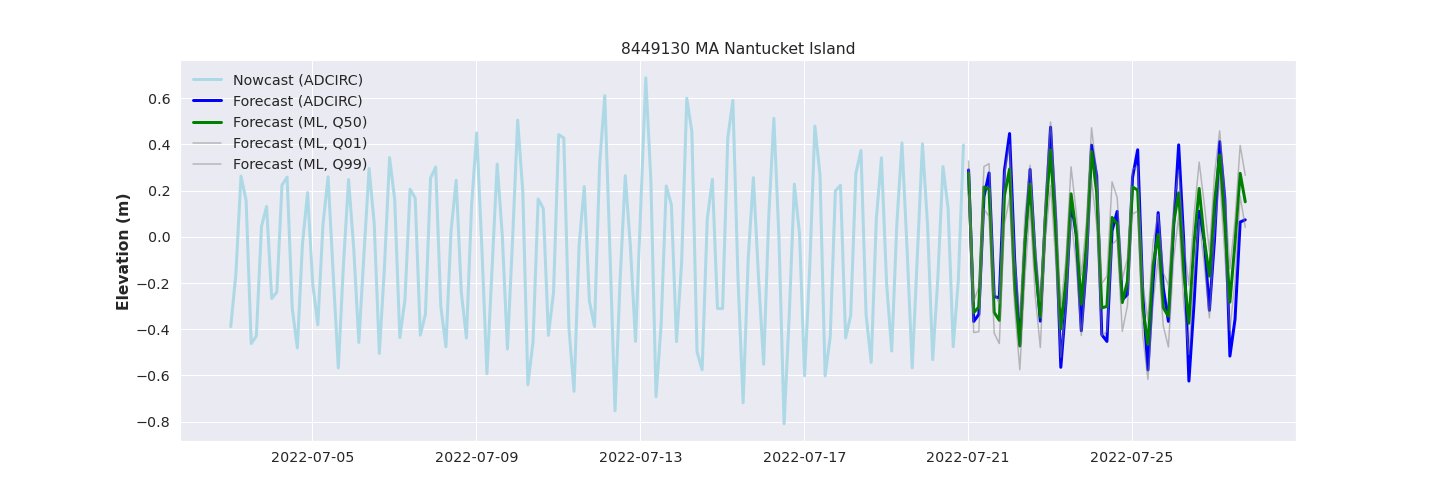 8449130 MA Nantucket Island
Nowcast (ADCIRC)
Forecast (ADCIRC)
Forecast (ML, Q50)
Forecast (ML, Q01)
Forecast (ML, Q99)
Elevation (m)
0.6
0.4
0.2
0.0
−0.2
−0.4
−0.6
−0.8
2022-07-05
2022-07-09
2022-07-13
2022-07-17
2022-07-21
2022-07-25